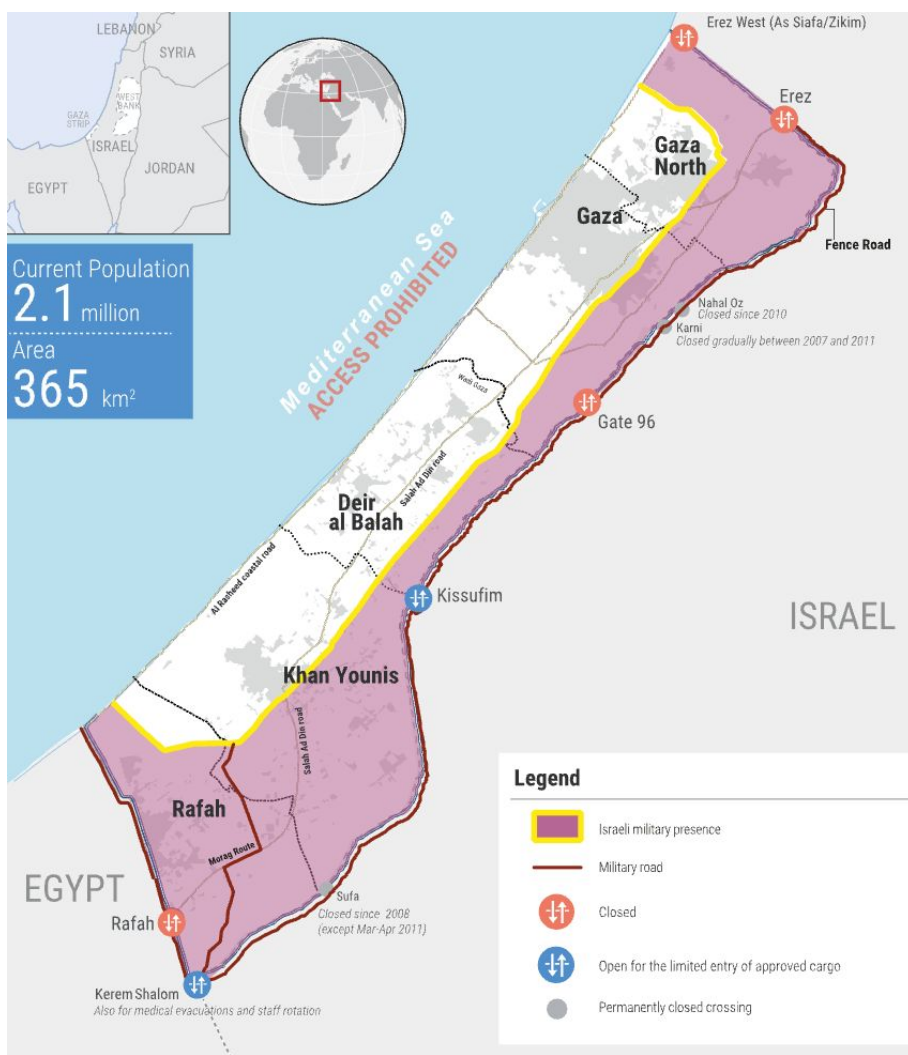 LEBANON
SYRIA
WEST
BANK
GAZA
STRIP
ISRAEL
JORDAN
EGYPT
Current Population
2.1 million
Area
365 km²
Mediterranean Sea
ACCESS PROHIBITED
Erez West (As Siafa/Zikim)
Erez
Gaza
North
Gaza
Fence Road
Nahal Oz
Closed since 2010
Karni
Closed gradually between 2007 and 2011
Wadi Gaza
Gate 96
Salah Ad Din road
Deir
al Balah
Al Rasheed coastal road
Kissufim
ISRAEL
Khan Younis
Salah Ad Din road
Rafah
Morag Route
EGYPT
Sufa
Closed since 2008
(except Mar-Apr 2011)
Rafah
Kerem Shalom
Also for medical evacuations and staff rotation
Legend
Israeli military presence
Military road
Closed
Open for the limited entry of approved cargo
Permanently closed crossing